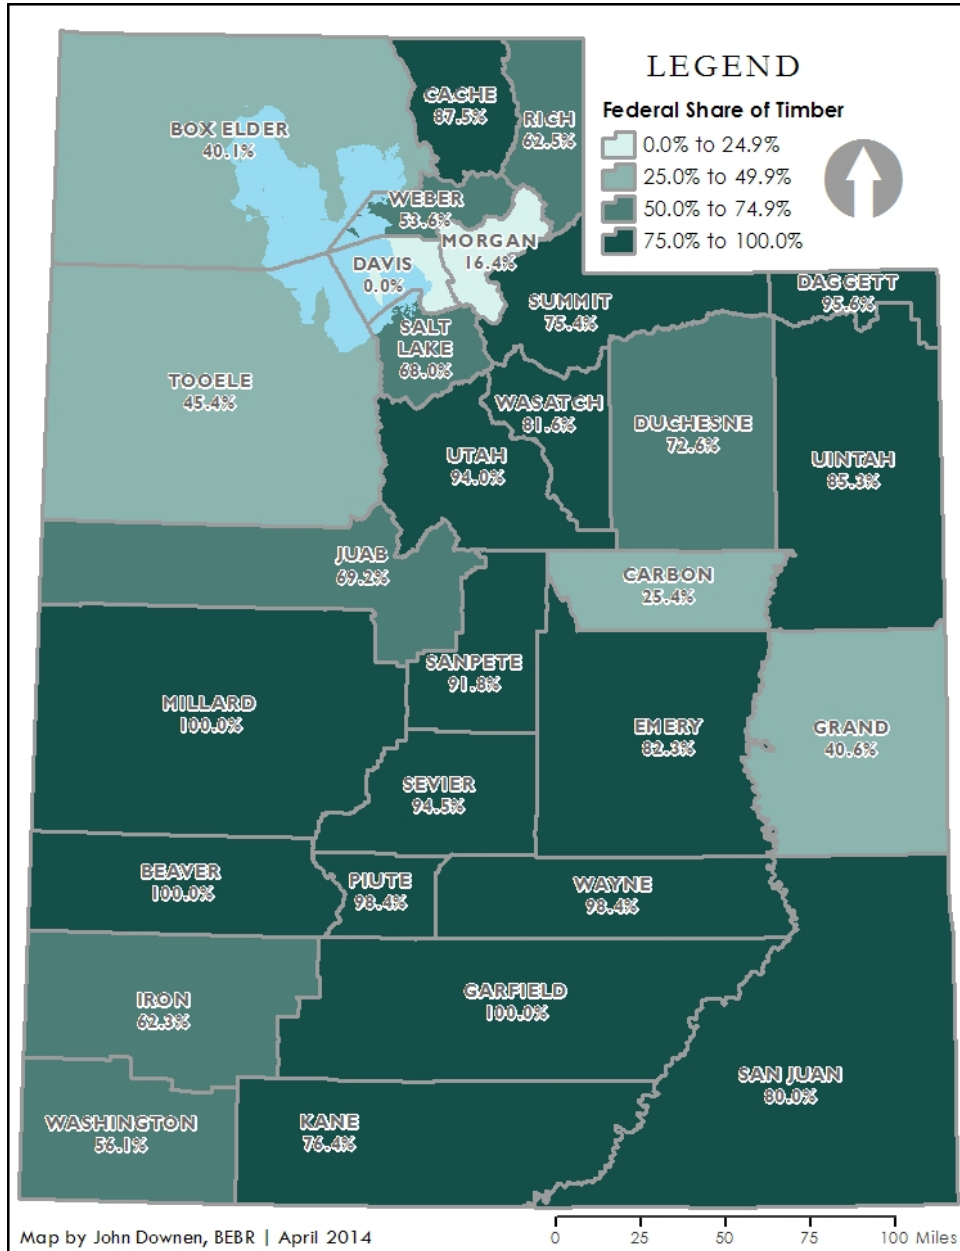 LEGEND
Federal Share of Timber
0.0% to 24.9%
25.0% to 49.9%
50.0% to 74.9%
75.0% to 100.0%
CACHE
87.5%
RICH
62.5%
BOX ELDER
40.1%
WEBER
53.6%
MORGAN
16.4%
DAVIS
0.0%
SUMMIT
75.4%
DAGGETT
95.6%
SALT
LAKE
68.0%
TOOELE
45.4%
WASATCH
81.6%
DUCHESNE
72.6%
UTAH
94.0%
UINTAH
85.3%
JUAB
69.2%
CARBON
25.4%
SANPETE
91.8%
MILLARD
100.0%
EMERY
82.3%
GRAND
40.6%
SEVIER
94.5%
BEAVER
100.0%
PIUTE
98.4%
WAYNE
98.4%
IRON
62.3%
GARFIELD
100.0%
SAN JUAN
80.0%
WASHINGTON
56.1%
KANE
76.4%
Map by John Downen, BEBR | April 2014
0 25 50 75 100 Miles